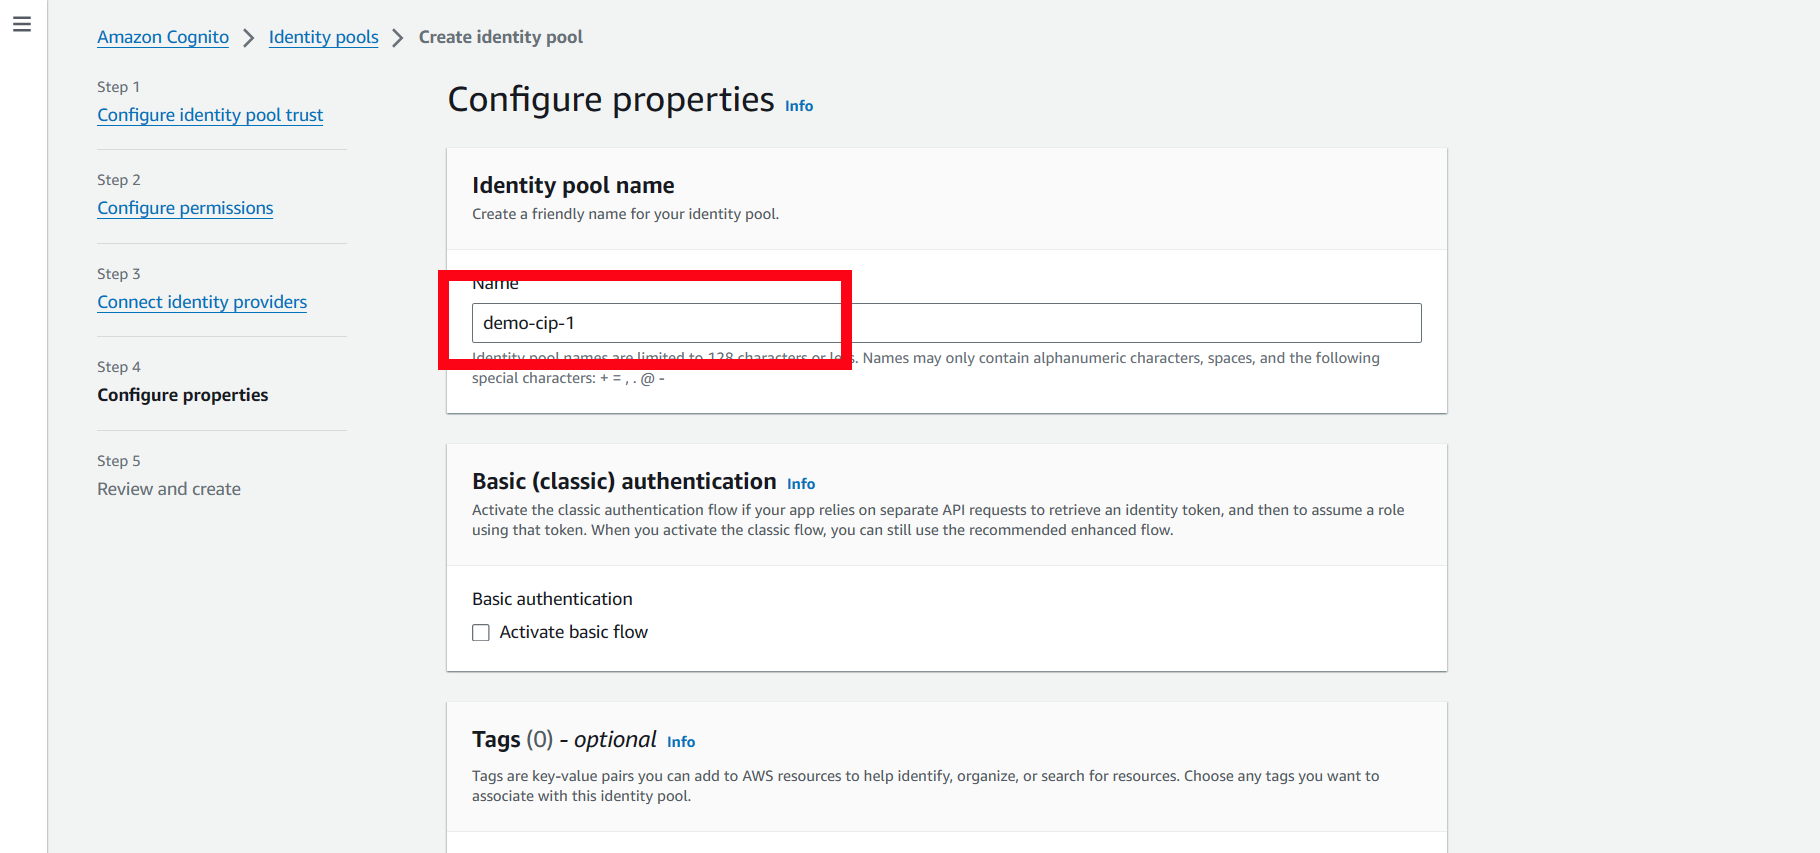 Amazon Cognito > Identity pools > Create identity pool
Step 1
Configure identity pool trust
Step 2
Configure permissions
Step 3
Connect identity providers
Step 4
Configure properties
Step 5
Review and create
Configure properties Info
Identity pool name
Create a friendly name for your identity pool.
Name
demo-cip-1
Identity pool names are limited to 128 characters or less. Names may only contain alphanumeric characters, spaces, and the following
special characters: + = , . @ -
Basic (classic) authentication Info
Activate the classic authentication flow if your app relies on separate API requests to retrieve an identity token, and then to assume a role
using that token. When you activate the classic flow, you can still use the recommended enhanced flow.
Basic authentication
Activate basic flow
Tags (0) - optional Info
Tags are key-value pairs you can add to AWS resources to help identify, organize, or search for resources. Choose any tags you want to
associate with this identity pool.